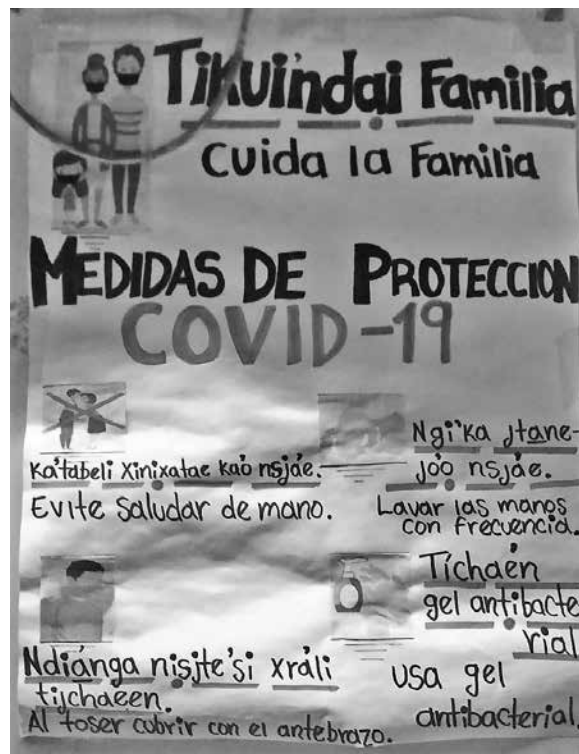 Tikuindai Familia
Cuida la Familia
MEDIDAS DE PROTECCION
COVID-19
Ka'tabeli xinixatae kaò nsjáe.
Evite saludar de mano.
Ngi'ka jtane-
jòo nsjáe.
Lavar las manos
con frecuencia.
Ndiánga nisjte'si xráli
tijchaeen.
Al toser cubrir con el antebrazo.
Tíchaén
gel antibacte
rial
usa gel
antibacterial.